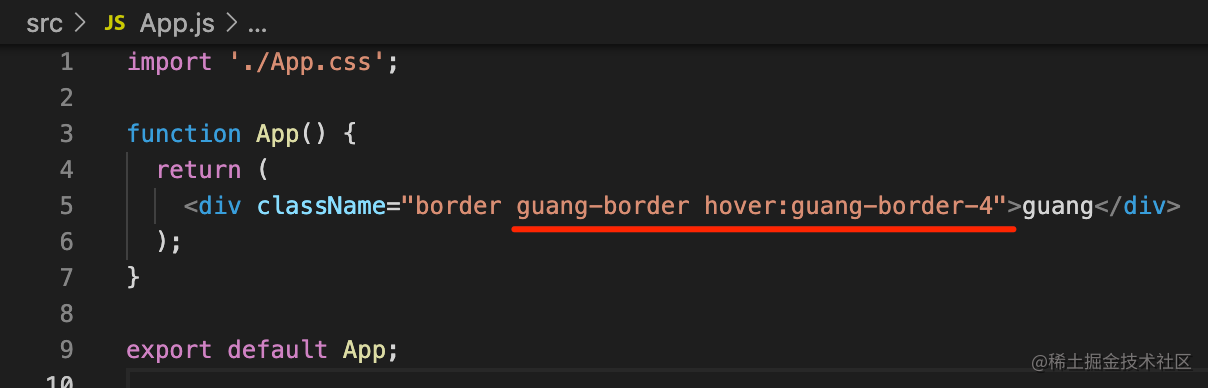 src > JS App.js > ...
1 import './App.css';
2
3 function App() {
4 return (
5 <div className="border guang-border hover:guang-border-4">guang</div>
6 );
7 }
8
9 export default App;
10
@稀土掘金技术社区